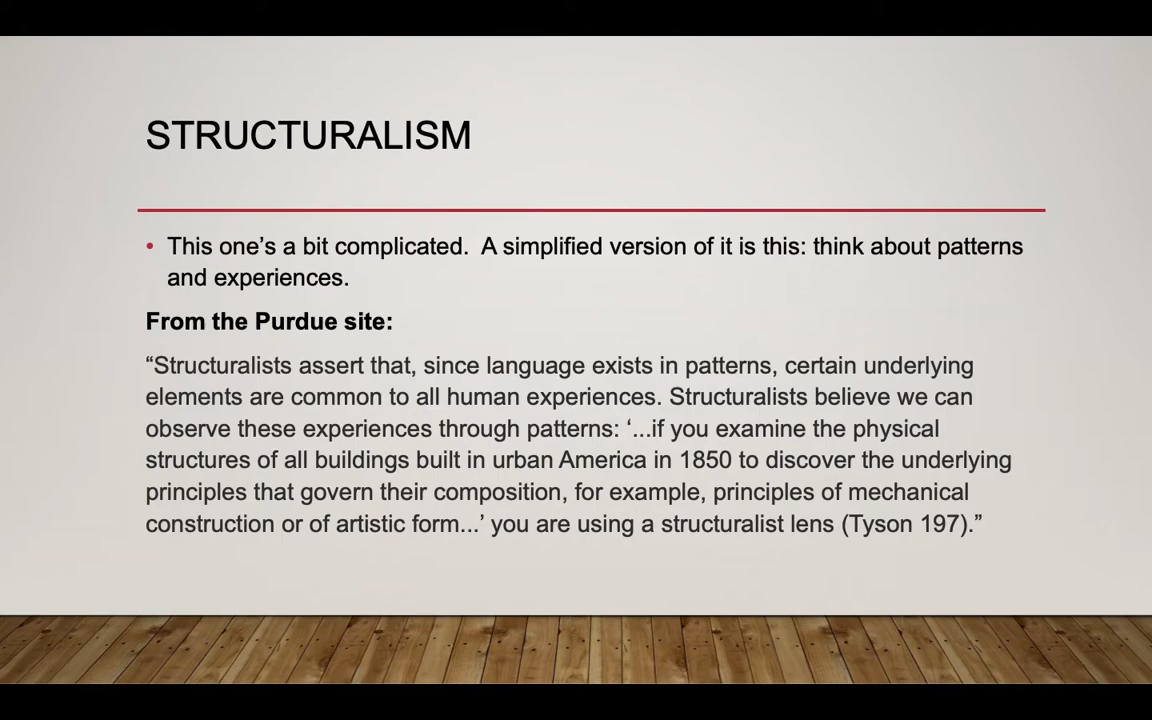 STRUCTURALISM
• This one’s a bit complicated.  A simplified version of it is this: think about patterns
and experiences.
From the Purdue site:
“Structuralists assert that, since language exists in patterns, certain underlying
elements are common to all human experiences. Structuralists believe we can
observe these experiences through patterns: ‘...if you examine the physical
structures of all buildings built in urban America in 1850 to discover the underlying
principles that govern their composition, for example, principles of mechanical
construction or of artistic form...’ you are using a structuralist lens (Tyson 197).”